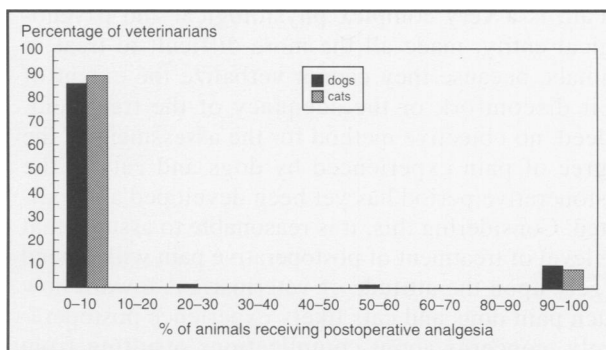 Percentage of veterinarians
100
90
80
70
60
50
40
30
20
10
0
dogs
cats
0–10 10–20 20–30 30–40 40–50 50–60 60–70 70–80 80–90 90–100
% of animals receiving postoperative analgesia